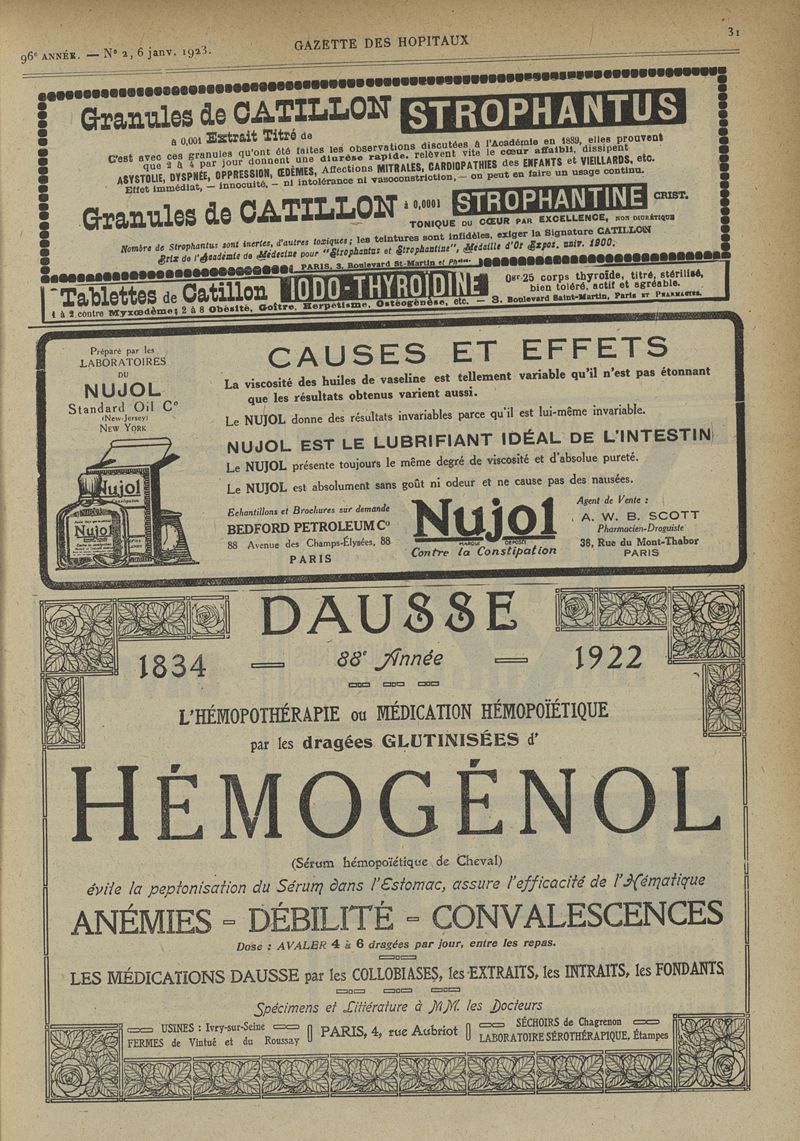 96e ANNÉE. — No 2, 6 janv. 1923.
GAZETTE DES HOPITAUX
31
Granules de CATILLON STROPHANTUS
à 0,001 Extrait Titré de
C'est avec ces granules qu'ont été faites les observations discutées à l'Académie en 1889, elles prouvent
que 2 à 4 par jour donnent une diurèse rapide, relèvent vite le cœur affaibli, dissipent
ASYSTOLIE, DYSPNÉE, OPPRESSION, ŒDÈMES, Affections MITRALES, CARDIOPATHIES des ENFANTS et VIEILLARDS, etc.
Effet immédiat, — innocuité, — ni intolérance ni vasoconstriction, — on peut en faire un usage continu.
Granules de CATILLON à 0,0001 STROPHANTINE CRIST.
TONIQUE DU CŒUR PAR EXCELLENCE, NON DIURÉTIQUE
Nombre de Strophantus sont inertes, d'autres toxiques; les teintures sont infidèles, exiger la Signature CATILLON
Prix de l'Académie de Médecine pour "Strophantus et Strophantine", Médaille d'Or Expos. univ. 1900.
PARIS, 3, Boulevard St-Martin et Phies.
Tablettes de Catillon IODO-THYROÏDINE
0gr.25 corps thyroïde, titré, stérilisé,
bien toléré, actif et agréable.
1 à 2 contre Myxœdème; 2 à 8 Obésité, Goitre, Herpétisme, Ostéogénèse, etc. — 3, Boulevard Saint-Martin, Paris ET PHARMACIES.
Préparé par les
LABORATOIRES
DU
NUJOL
Standard Oil Co
(New-Jersey)
NEW YORK
Nujol
Nujol
CAUSES ET EFFETS
La viscosité des huiles de vaseline est tellement variable qu'il n'est pas étonnant
que les résultats obtenus varient aussi.
Le NUJOL donne des résultats invariables parce qu'il est lui-même invariable.
NUJOL EST LE LUBRIFIANT IDÉAL DE L'INTESTIN
Le NUJOL présente toujours le même degré de viscosité et d'absolue pureté.
Le NUJOL est absolument sans goût ni odeur et ne cause pas des nausées.
Echantillons et Brochures sur demande
BEDFORD PETROLEUM Co
88 Avenue des Champs-Élysées, 88
PARIS
Nujol
MARQUE DÉPOSÉE
Contre la Constipation
Agent de Vente :
A. W. B. SCOTT
Pharmacien-Droguiste
38, Rue du Mont-Thabor
PARIS
DAUSSE
1834 — 88e Année — 1922
L'HÉMOPOTHÉRAPIE ou MÉDICATION HÉMOPOÏÉTIQUE
par les dragées GLUTINISÉES d'
HÉMOGÉNOL
(Sérum hémopoïétique de Cheval)
évite la peptonisation du Sérum dans l'Estomac, assure l'efficacité de l'Hématique
ANÉMIES - DÉBILITÉ - CONVALESCENCES
Dose : AVALER 4 à 6 dragées par jour, entre les repas.
LES MÉDICATIONS DAUSSE par les COLLOBIASES, les EXTRAITS, les INTRAITS, les FONDANTS
Spécimens et Littérature à MM. les Docteurs
USINES : Ivry-sur-Seine
FERMES de Vintué et du Roussay
PARIS, 4, rue Aubriot
SÉCHOIRS de Chagrenon
LABORATOIRE SÉROTHÉRAPIQUE, Étampes